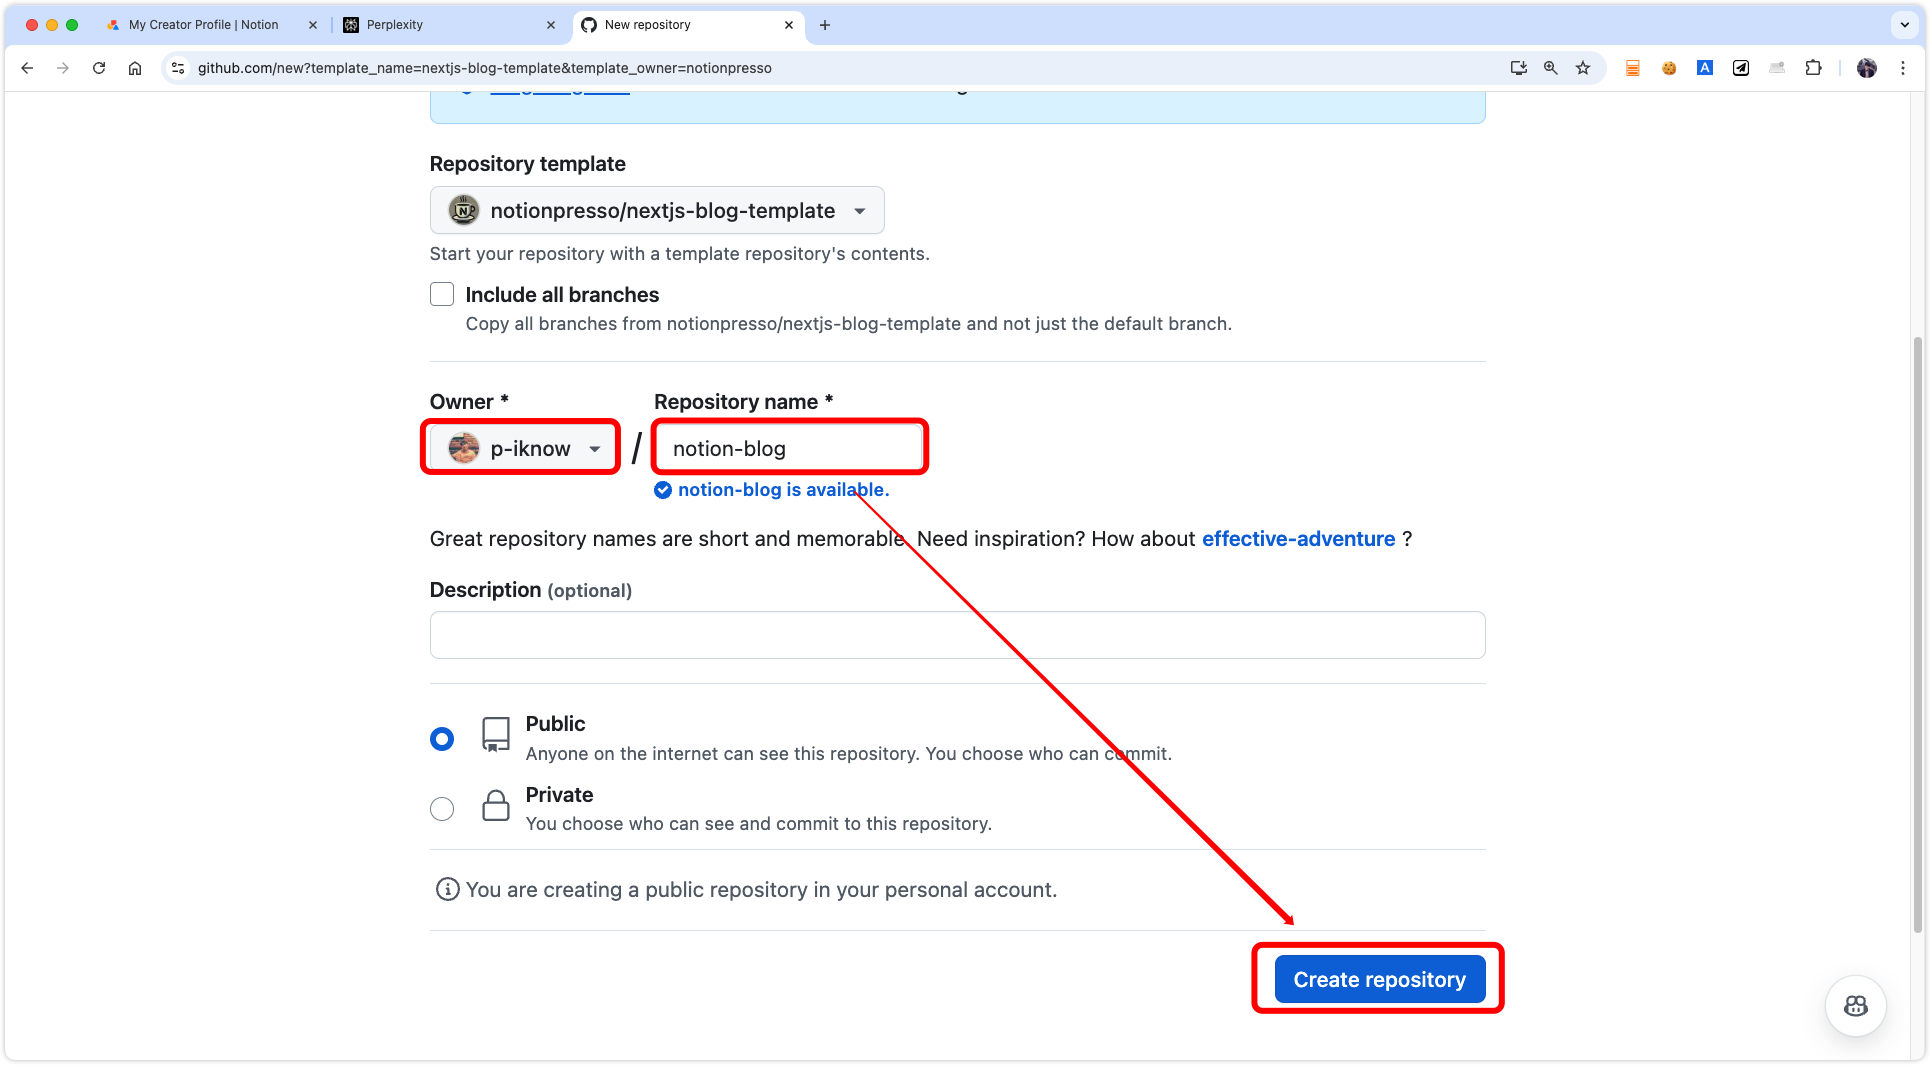 My Creator Profile | Notion
Perplexity
New repository
github.com/new?template_name=nextjs-blog-template&template_owner=notionpresso
Repository template
notionpresso/nextjs-blog-template
Start your repository with a template repository's contents.
Include all branches
Copy all branches from notionpresso/nextjs-blog-template and not just the default branch.
Owner *
Repository name *
p-iknow
/
notion-blog
notion-blog is available.
Great repository names are short and memorable. Need inspiration? How about effective-adventure ?
Description (optional)
Public
Anyone on the internet can see this repository. You choose who can commit.
Private
You choose who can see and commit to this repository.
You are creating a public repository in your personal account.
Create repository